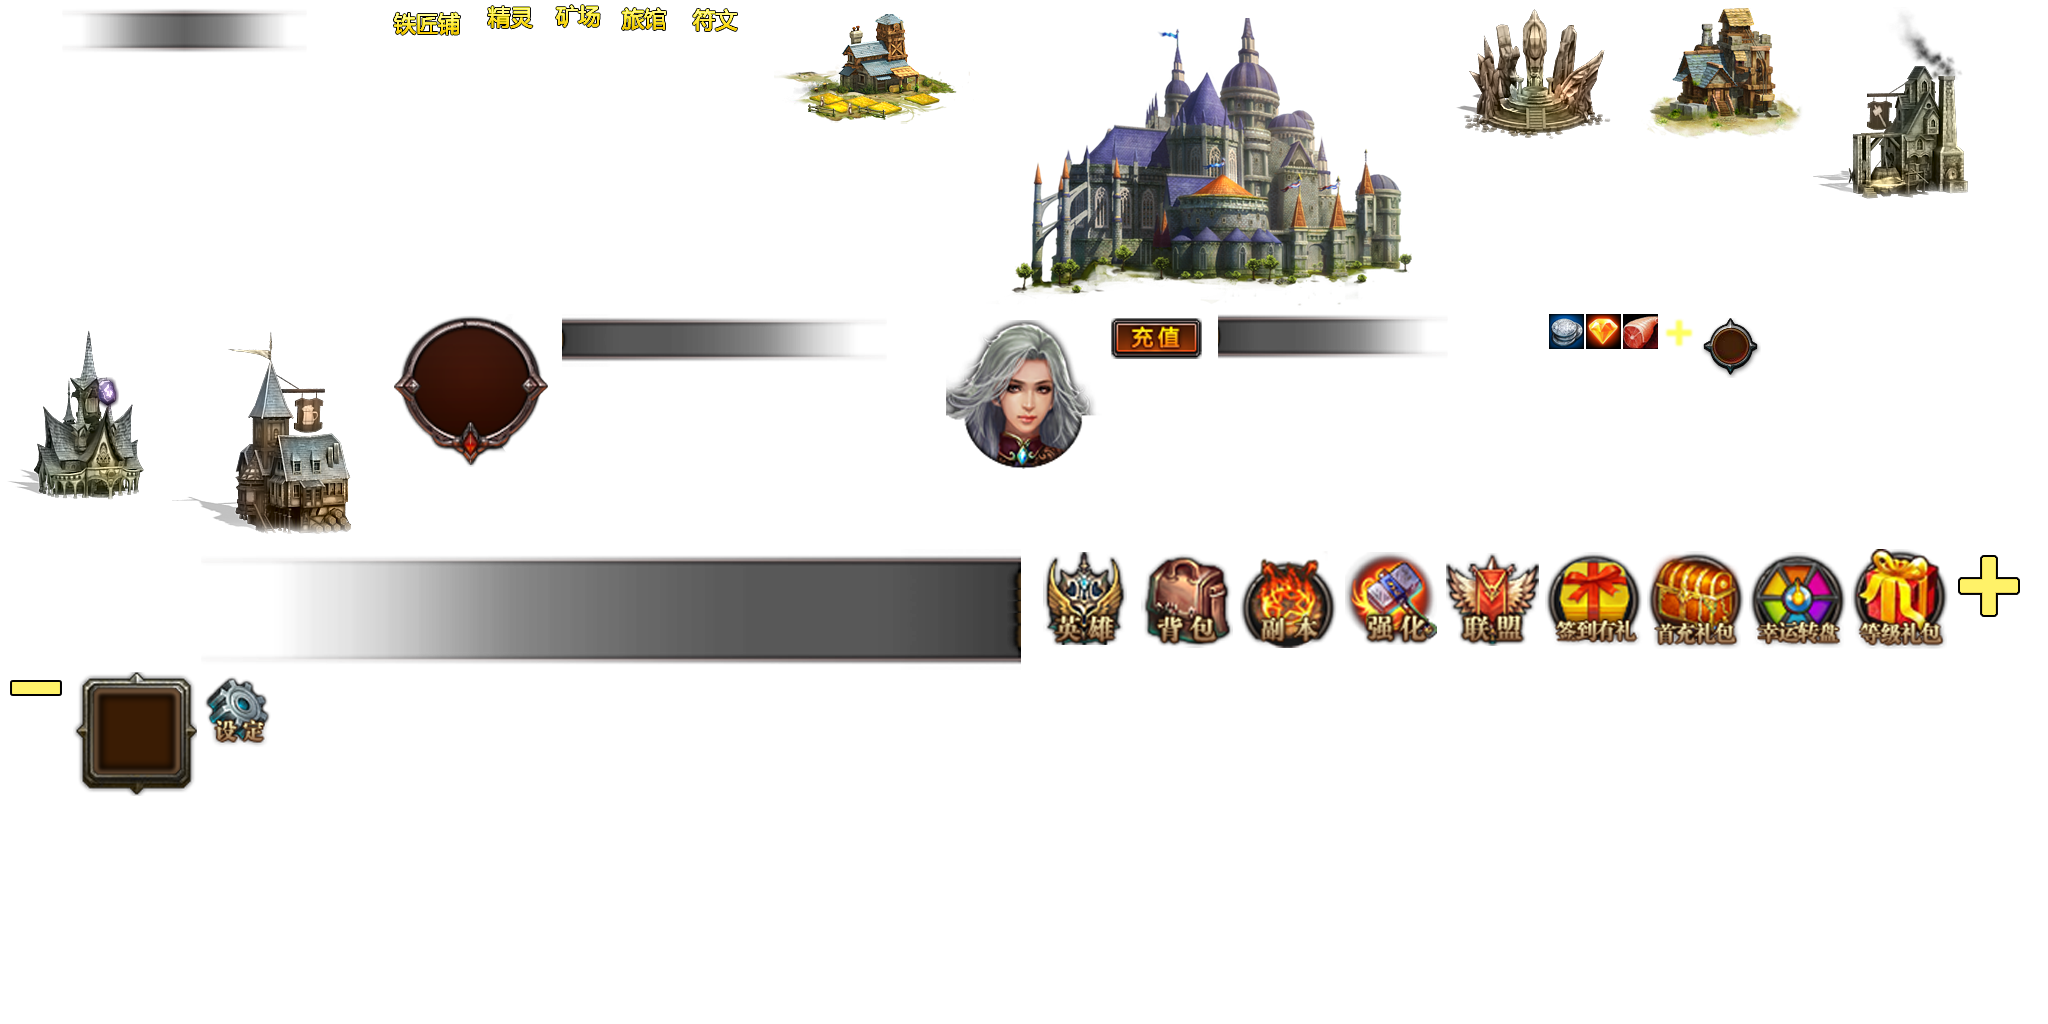 铁匠铺
精灵
矿场
旅馆
符文
充值
英雄
背包
副本
强化
联盟
签到有礼
首充礼包
幸运转盘
等级礼包
设定